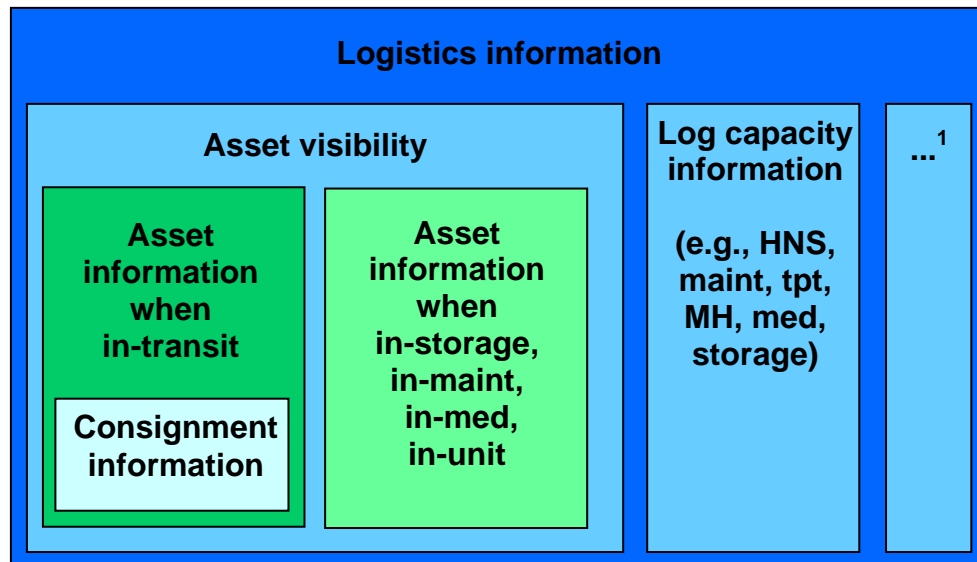 Logistics information
Asset visibility
Asset
information
when
in-transit
Consignment
information
Asset
information
when
in-storage,
in-maint,
in-med,
in-unit
Log capacity
information
(e.g., HNS,
maint, tpt,
MH, med,
storage)
...¹